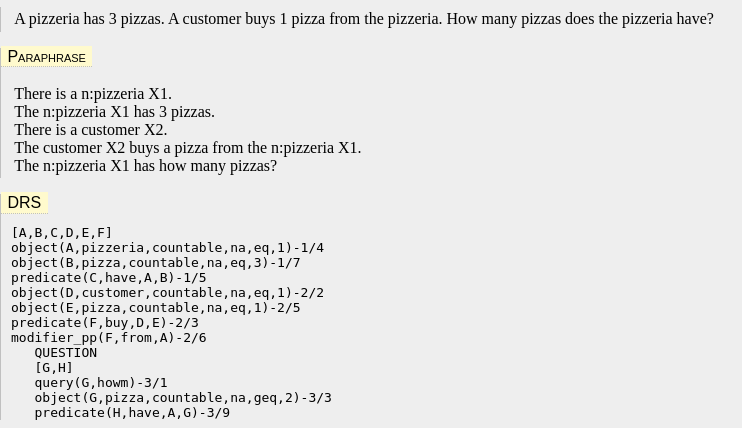 A pizzeria has 3 pizzas. A customer buys 1 pizza from the pizzeria. How many pizzas does the pizzeria have?
PARAPHRASE
There is a n:pizzeria X1.
The n:pizzeria X1 has 3 pizzas.
There is a customer X2.
The customer X2 buys a pizza from the n:pizzeria X1.
The n:pizzeria X1 has how many pizzas?
DRS
[A,B,C,D,E,F]
object(A,pizzeria,countable,na,eq,1)-1/4
object(B,pizza,countable,na,eq,3)-1/7
predicate(C,have,A,B)-1/5
object(D,customer,countable,na,eq,1)-2/2
object(E,pizza,countable,na,eq,1)-2/5
predicate(F,buy,D,E)-2/3
modifier_pp(F,from,A)-2/6
QUESTION
[G,H]
query(G,howm)-3/1
object(G,pizza,countable,na,geq,2)-3/3
predicate(H,have,A,G)-3/9